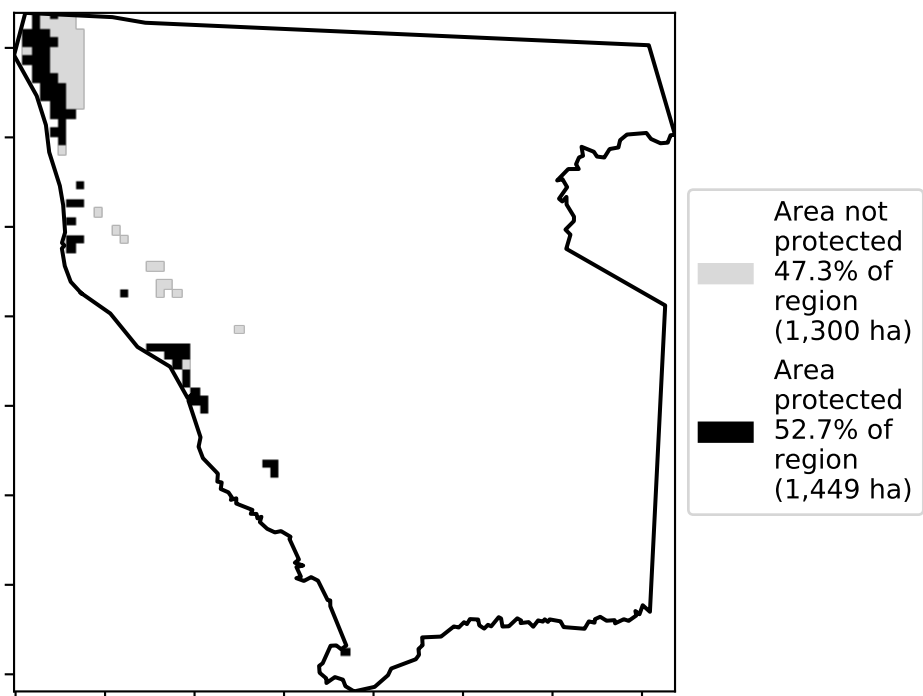 Area not
protected
47.3% of
region
(1,300 ha)
Area
protected
52.7% of
region
(1,449 ha)